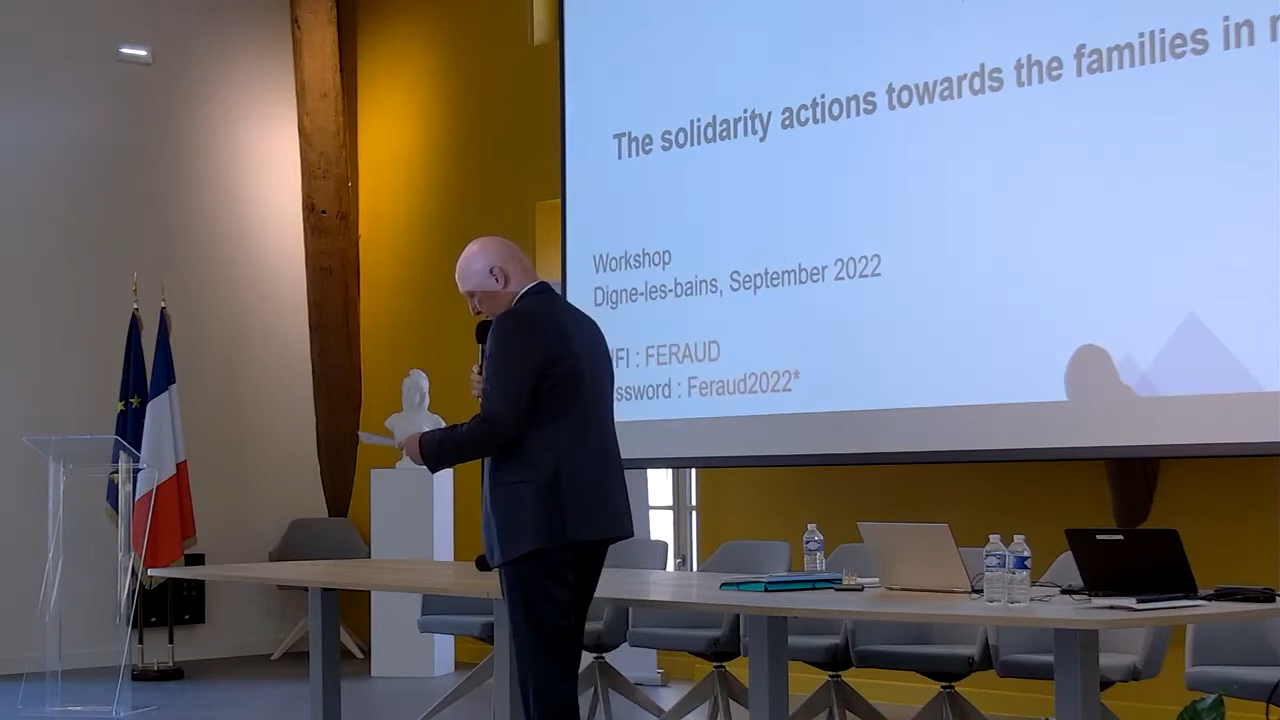 The solidarity actions towards the families in
Workshop
Digne-les-bains, September 2022
FI : FERAUD
ssword : Feraud2022*